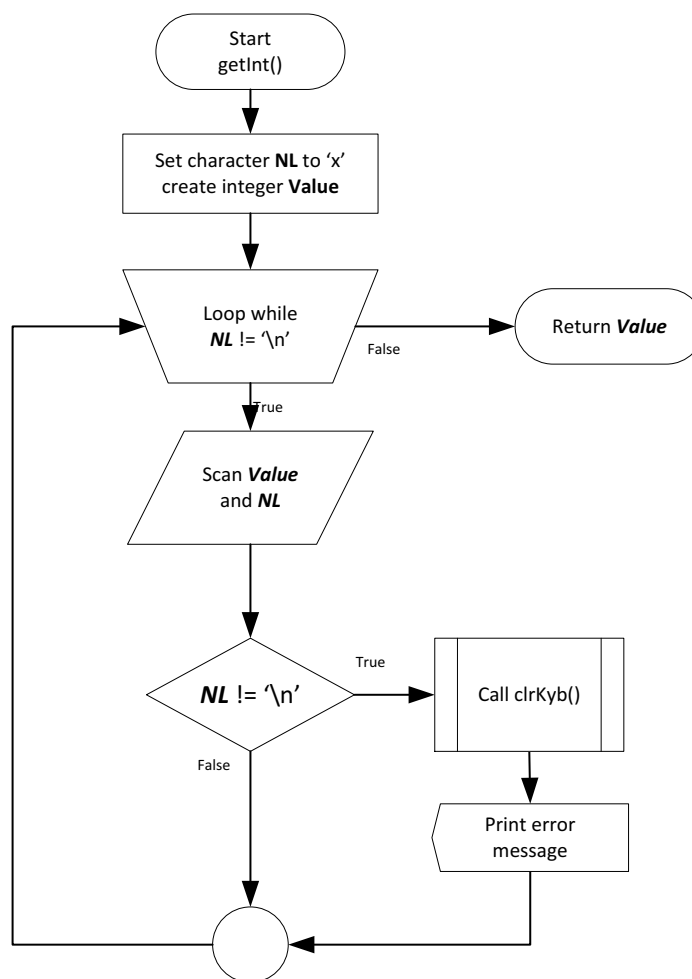 Start
getInt()
Set character NL to ‘x’
create integer Value
Loop while
NL != ‘\n’
False
Return Value
True
Scan Value
and NL
NL != ‘\n’
True
Call clrKyb()
False
Print error
message